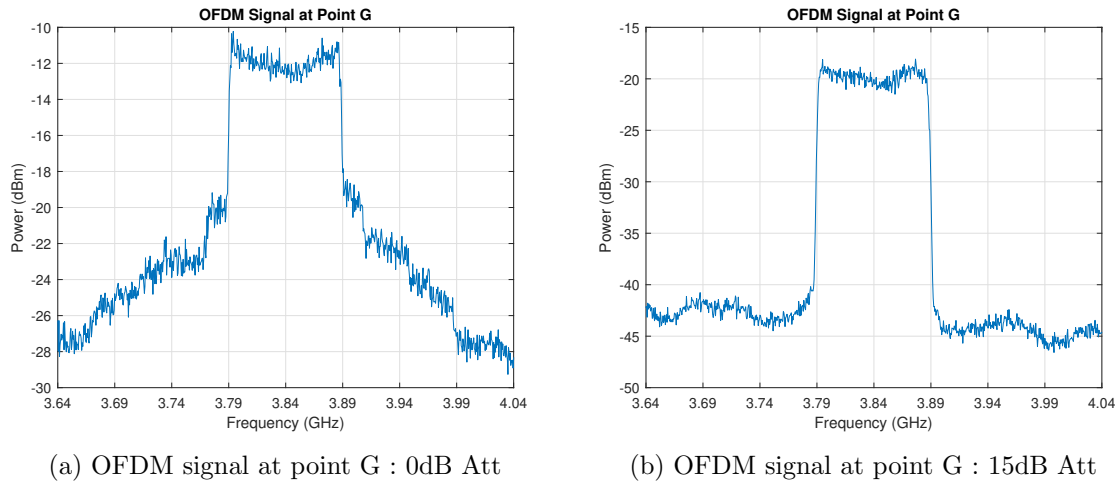 OFDM Signal at Point G
-10
-12
-14
-16
-18
-20
-22
-24
-26
-28
-30
Power (dBm)
3.64 3.69 3.74 3.79 3.84 3.89 3.94 3.99 4.04
Frequency (GHz)
(a) OFDM signal at point G : 0dB Att
OFDM Signal at Point G
-15
-20
-25
-30
-35
-40
-45
-50
Power (dBm)
3.64 3.69 3.74 3.79 3.84 3.89 3.94 3.99 4.04
Frequency (GHz)
(b) OFDM signal at point G : 15dB Att